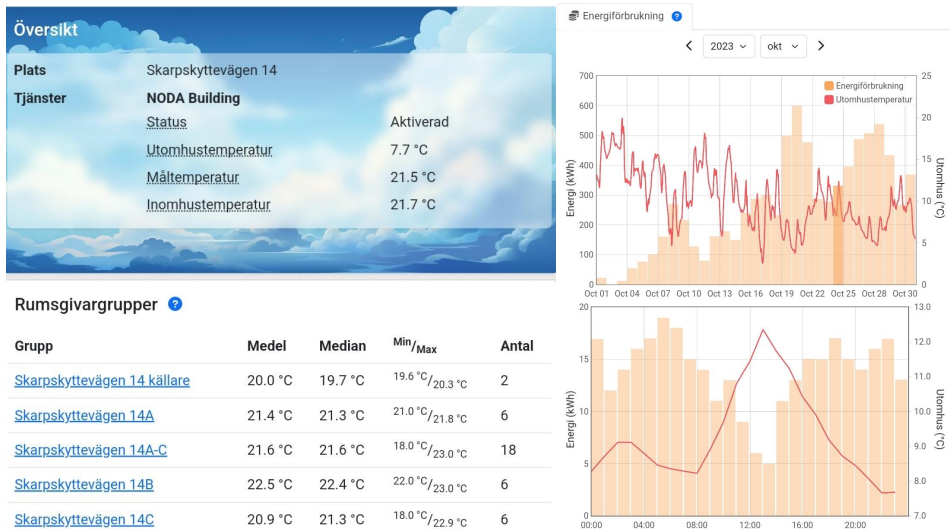 Översikt
Plats Skarpskyttevägen 14
Tjänster NODA Building
Status Aktiverad
Utomhustemperatur 7.7 °C
Måltemperatur 21.5 °C
Inomhustemperatur 21.7 °C
Rumsgivargrupper ?
Grupp Medel Median Min/Max Antal
Skarpskyttevägen 14 källare 20.0 °C 19.7 °C 19.6 °C/20.3 °C 2
Skarpskyttevägen 14A 21.4 °C 21.3 °C 21.0 °C/21.8 °C 6
Skarpskyttevägen 14A-C 21.6 °C 21.6 °C 18.0 °C/23.0 °C 18
Skarpskyttevägen 14B 22.5 °C 22.4 °C 22.0 °C/23.0 °C 6
Skarpskyttevägen 14C 20.9 °C 21.3 °C 18.0 °C/22.9 °C 6
Energiförbrukning ?
2023 okt
700 25
Energiförbrukning
Utomhustemperatur
600
20
500
400 15
300 10
200
5
100
0 0
Energi (kWh)
Utomhus (°C)
Oct 01 Oct 04 Oct 07 Oct 10 Oct 13 Oct 16 Oct 19 Oct 22 Oct 25 Oct 28 Oct 30
20 13.0
12.0
15
11.0
10 10.0
9.0
5
8.0
0 7.0
Energi (kWh)
Utomhus (°C)
00:00 04:00 08:00 12:00 16:00 20:00